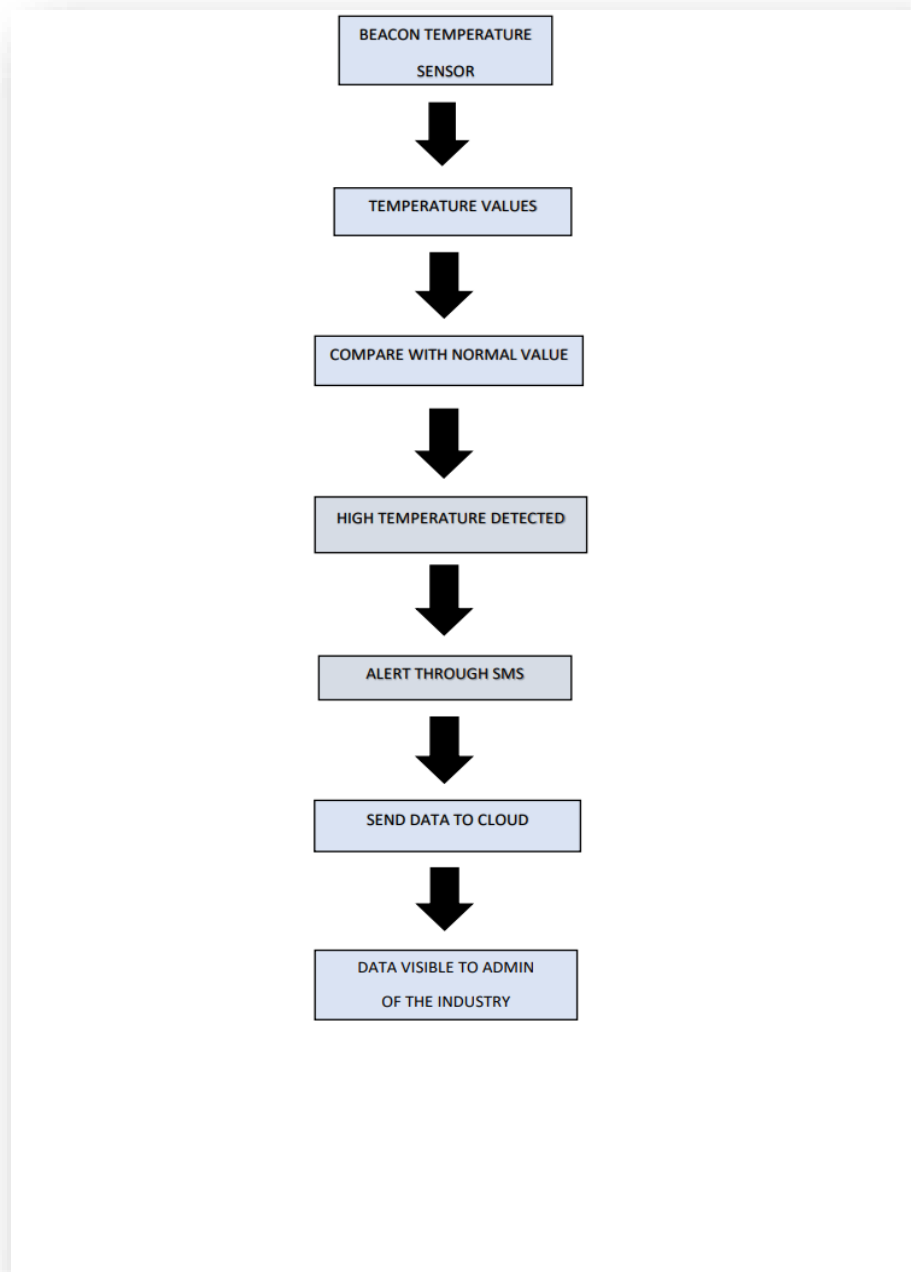 BEACON TEMPERATURE
SENSOR
TEMPERATURE VALUES
COMPARE WITH NORMAL VALUE
HIGH TEMPERATURE DETECTED
ALERT THROUGH SMS
SEND DATA TO CLOUD
DATA VISIBLE TO ADMIN
OF THE INDUSTRY